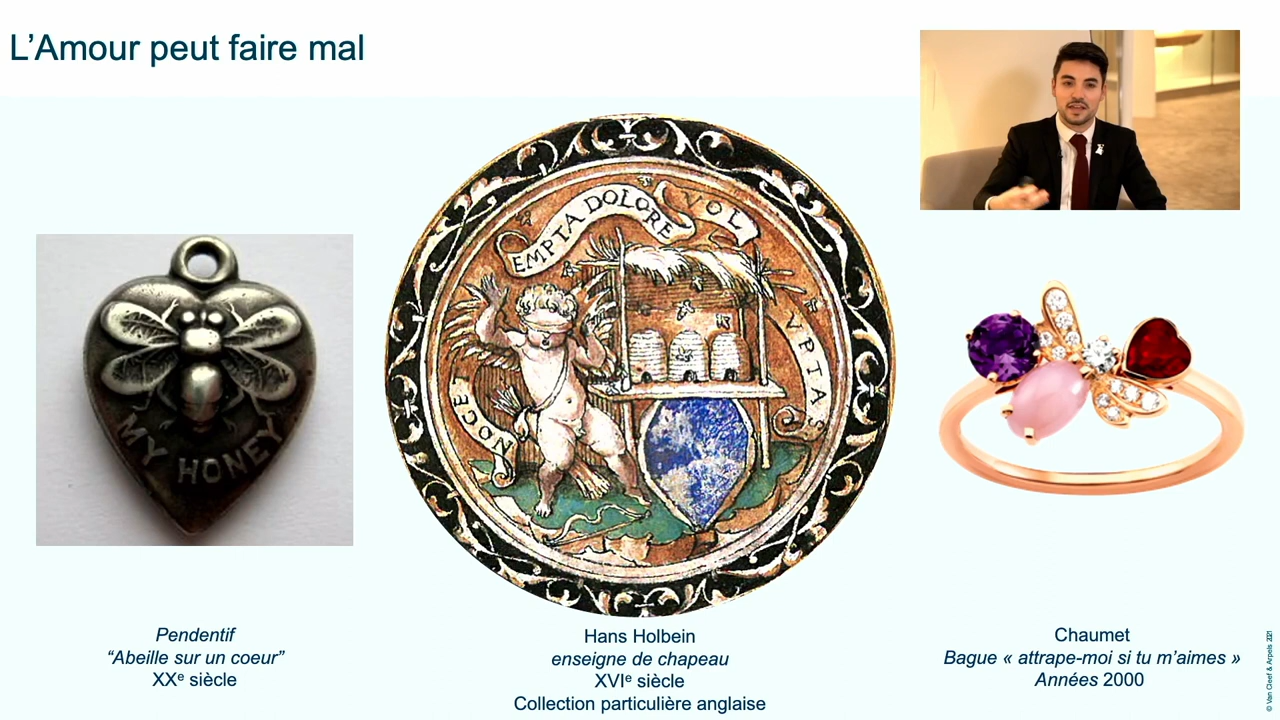 L'Amour peut faire mal
MY HONEY
EMPTA DOLORE
VOL
VPTAS
NOCE
Pendentif
“Abeille sur un coeur”
XXe siècle
Hans Holbein
enseigne de chapeau
XVIe siècle
Collection particulière anglaise
Chaumet
Bague « attrape-moi si tu m’aimes »
Années 2000
© Van Cleef & Arpels 2021